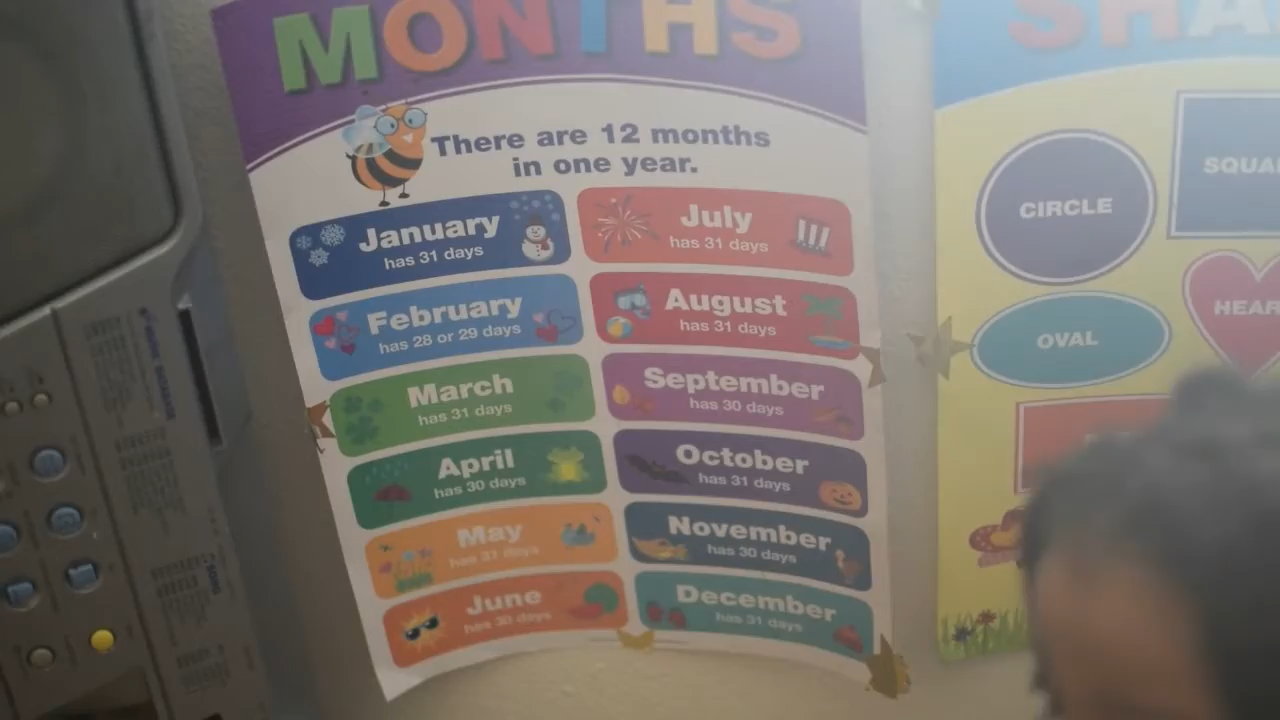 MONTHS
There are 12 months
in one year.
January
has 31 days
February
has 28 or 29 days
March
has 31 days
April
has 30 days
May
has 31 days
June
has 30 days
July
has 31 days
August
has 31 days
September
has 30 days
October
has 31 days
November
has 30 days
December
has 31 days
SHA
CIRCLE
SQUA
OVAL
HEAR